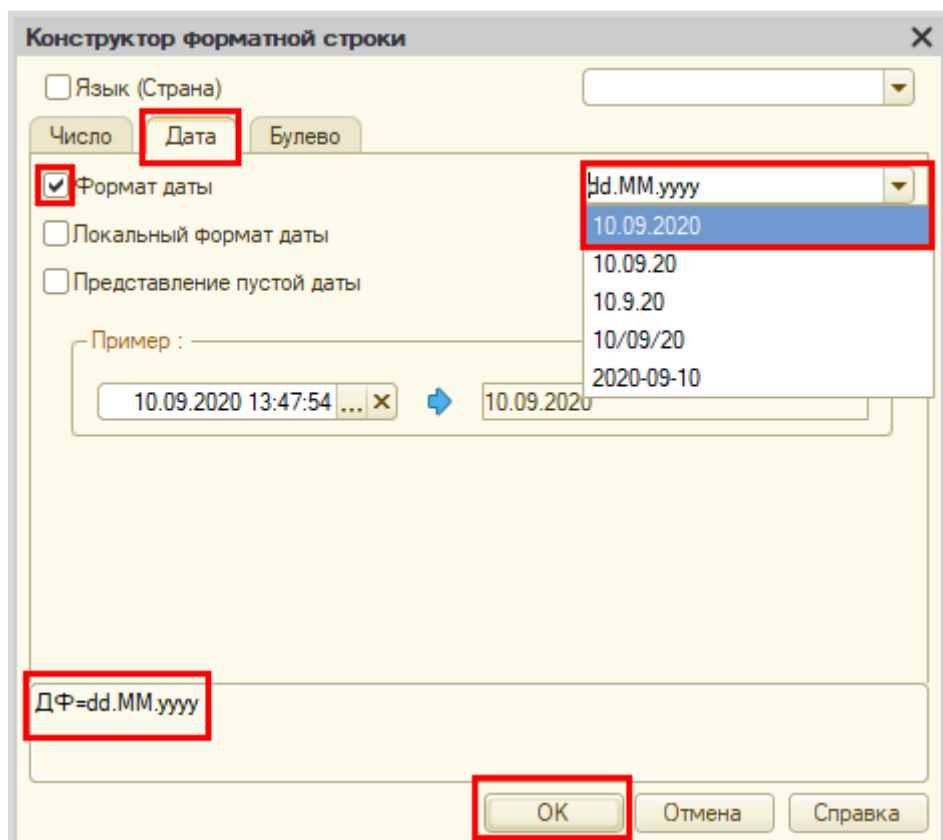 Конструктор форматной строки
Язык (Страна)
Число Дата Булево
Формат даты dd.MM.yyyy
10.09.2020
Локальный формат даты
10.09.20
Представление пустой даты
10.9.20
Пример :
10/09/20
2020-09-10
10.09.2020 13:47:54 ... 10.09.2020
ДФ=dd.MM.yyyy
OK Отмена Справка